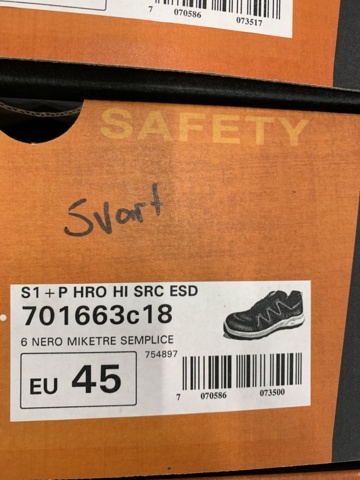 45
7 070586 073517
SAFETY
Svart
S1+P HRO HI SRC ESD
701663c18
6 NERO MIKETRE SEMPLICE
754897
EU 45
7 070586 073500